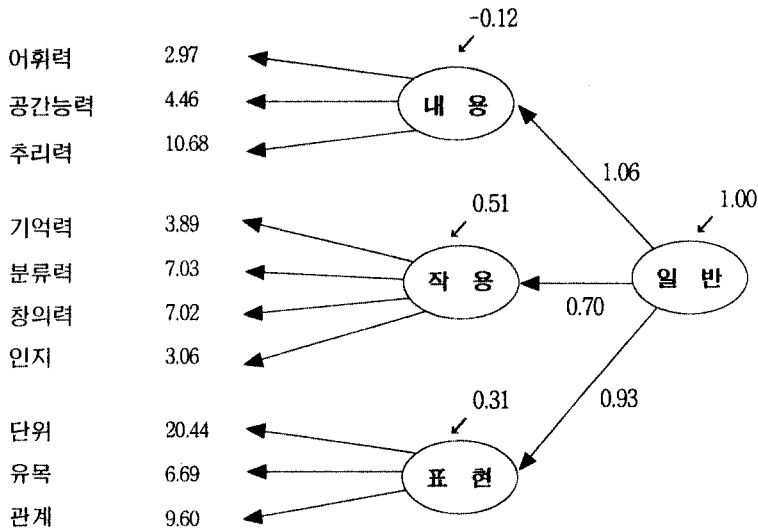 -0.12
어휘력 2.97
공간능력 4.46
내 용
추리력 10.68
1.06
1.00
기억력 3.89
0.51
분류력 7.03
작 용
일 반
창의력 7.02
0.70
인지 3.06
0.93
단위 20.44
0.31
유목 6.69
표 현
관계 9.60